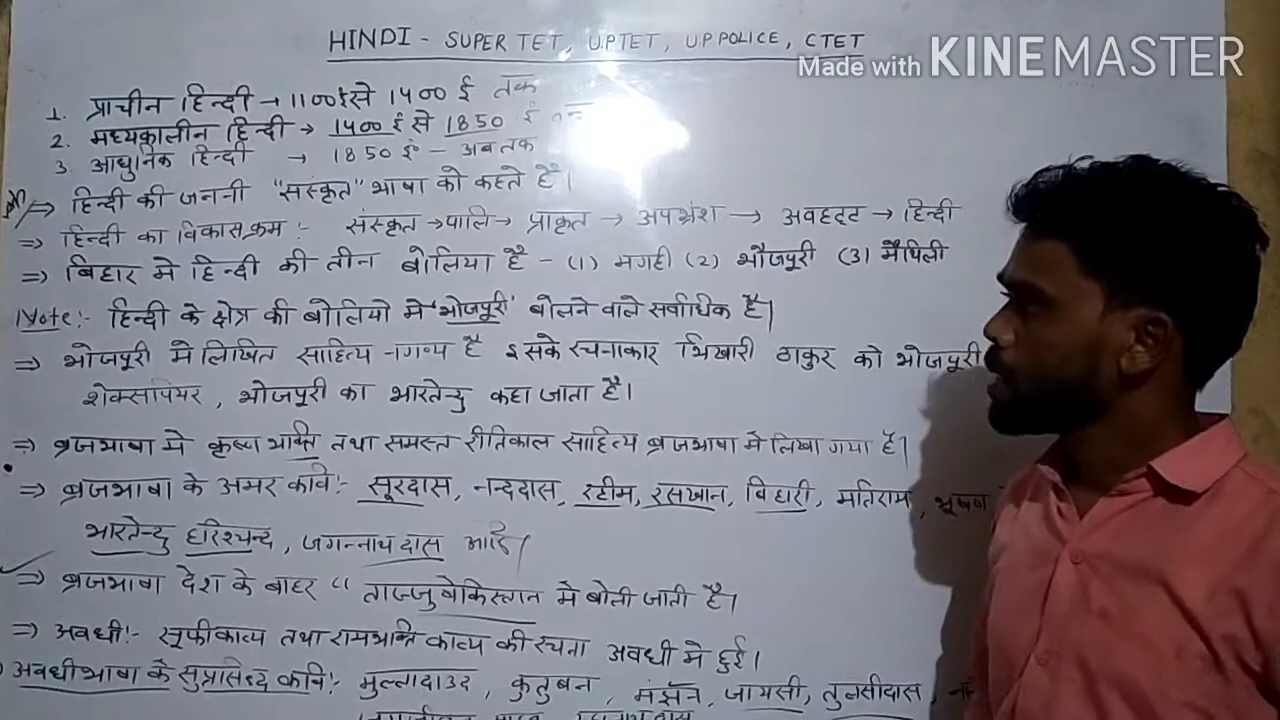 HINDI - SUPER TET, UPTET, UP POLICE, CTET
Made with KINEMASTER
1. प्राचीन हिन्दी → 1100 ई से 1400 ई तक
2. मध्यकालीन हिन्दी → 1400 ई से 1850 ई
3. आधुनिक हिन्दी → 1850 ई० - अब तक
⇒ हिन्दी की जननी "संस्कृत" भाषा को कहते हैं।
⇒ हिन्दी का विकासक्रम :- संस्कृत → पालि → प्राकृत → अपभ्रंश → अवहट्ट → हिन्दी
⇒ बिहार मे हिन्दी की तीन बोलिया है - (1) मगही (2) भोजपूरी (3) मैथिली
Note:- हिन्दी के क्षेत्र की बोलियो मे 'भोजपूरी' बोलने वाले सर्वाधिक है।
⇒ भोजपूरी मे लिखित साहित्य नगण्य है इसके रचनाकार भिखारी ठाकुर को भोजपूरी
शेक्सपियर, भोजपूरी का भारतेन्दु कहा जाता है।
⇒ ब्रजभाषा मे कृष्ण भक्ति तथा समस्त रीतिकाल साहित्य ब्रजभाषा मे लिखा गया है।
⇒ ब्रजभाषा के अमर कवि :- सूरदास, नन्ददास, रहीम, रसखान, बिहारी, मतिराम, भूषण
भारतेन्दु हरिश्चन्द, जगन्नाथ दास आदि।
⇒ ब्रजभाषा देश के बाहर " ताज्जुबेकिस्तान मे बोली जाती है।
⇒ अवधी :- सूफीकाव्य तथा रामभक्ति काव्य की रचना अवधी मे हुई।
अवधी भाषा के सुप्रसिध्द कवि :- मुल्लादाउद, कुतुबन, मंझन, जायसी, तुलसीदास,